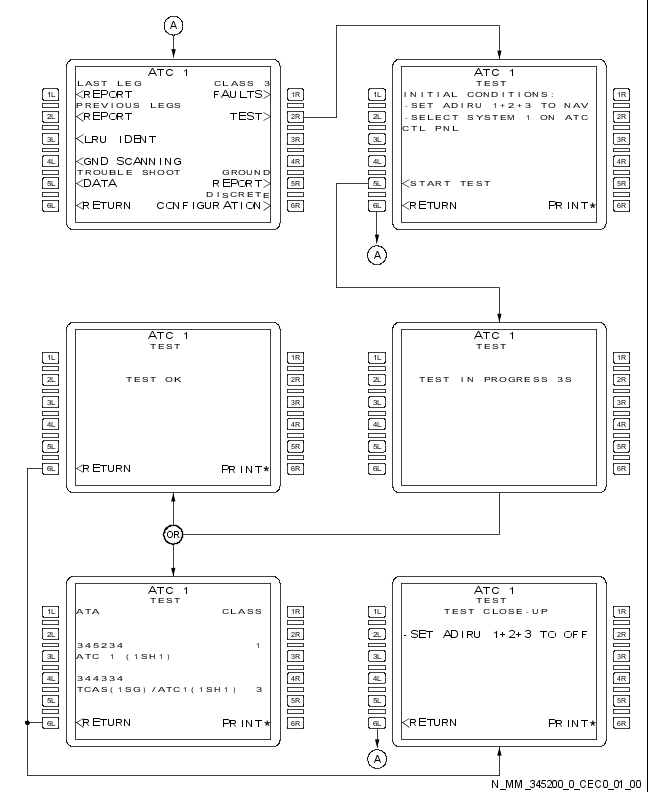 A
ATC 1
LAST LEG CLASS 3
1L <REPORT FAULTS> 1R
PREVIOUS LEGS
2L <REPORT TEST> 2R
3L <LRU IDENT 3R
4L <GND SCANNING 4R
TROUBLE SHOOT GROUND
5L <DATA REPORT> 5R
DISCRETE
6L <RETURN CONFIGURATION> 6R
ATC 1
TEST
1L INITIAL CONDITIONS: 1R
-SET ADIRU 1+2+3 TO NAV
2L -SELECT SYSTEM 1 ON ATC 2R
CTL PNL
3L 3R
4L 4R
5L <START TEST 5R
6L <RETURN PRINT* 6R
A
ATC 1
TEST
1L 1R
2L TEST OK 2R
3L 3R
4L 4R
5L 5R
6L <RETURN PRINT* 6R
ATC 1
TEST
1L 1R
2L TEST IN PROGRESS 3S 2R
3L 3R
4L 4R
5L 5R
6L 6R
OR
ATC 1
TEST
1L ATA CLASS 1R
2L 2R
345234 1
3L ATC 1 (1SH1) 3R
4L 344334 4R
TCAS(1SG)/ATC1(1SH1) 3
5L 5R
6L <RETURN PRINT* 6R
ATC 1
TEST
1L TEST CLOSE-UP 1R
2L -SET ADIRU 1+2+3 TO OFF 2R
3L 3R
4L 4R
5L 5R
6L <RETURN PRINT* 6R
A
N_MM_345200_0_CEC0_01_00